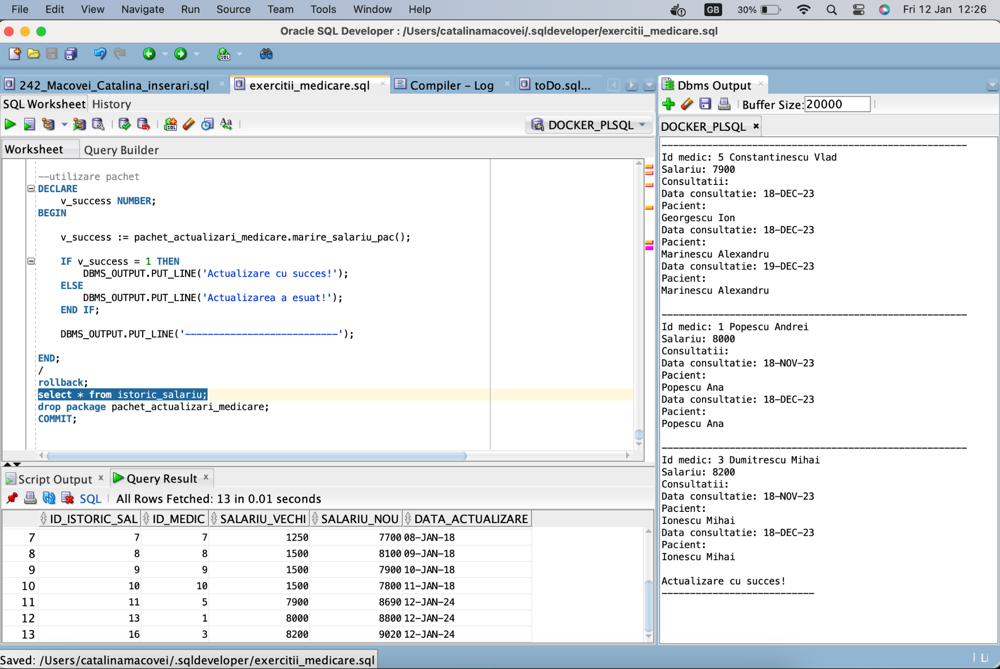 File Edit View Navigate Run Source Team Tools Window Help GB 30% Fri 12 Jan 12:26
Oracle SQL Developer : /Users/catalinamacovei/.sqldeveloper/exercitii_medicare.sql
242_Macovei_Catalina_inserari.sql exercitii_medicare.sql Compiler - Log toDo.sql...
SQL Worksheet History
DOCKER_PLSQL
Worksheet Query Builder
--utilizare pachet
DECLARE
v_success NUMBER;
BEGIN
v_success := pachet_actualizari_medicare.marire_salariu_pac();
IF v_success = 1 THEN
DBMS_OUTPUT.PUT_LINE('Actualizare cu succes!');
ELSE
DBMS_OUTPUT.PUT_LINE('Actualizarea a esuat!');
END IF;
DBMS_OUTPUT.PUT_LINE('---------------------------');
END;
/
rollback;
select * from istoric_salariu;
drop package pachet_actualizari_medicare;
COMMIT;
Script Output Query Result
SQL All Rows Fetched: 13 in 0.01 seconds
ID_ISTORIC_SAL ID_MEDIC SALARIU_VECHI SALARIU_NOU DATA_ACTUALIZARE
7 7 7 1250 7700 08-JAN-18
8 8 8 1500 8100 09-JAN-18
9 9 9 1500 7900 10-JAN-18
10 10 10 1500 7800 11-JAN-18
11 11 5 7900 8690 12-JAN-24
12 13 1 8000 8800 12-JAN-24
13 16 3 8200 9020 12-JAN-24
Saved: /Users/catalinamacovei/.sqldeveloper/exercitii_medicare.sql
Dbms Output
Buffer Size: 20000
DOCKER_PLSQL
------------------------------------------------------
Id medic: 5 Constantinescu Vlad
Salariu: 7900
Consultatii:
Data consultatie: 18-DEC-23
Pacient:
Georgescu Ion
Data consultatie: 18-DEC-23
Pacient:
Marinescu Alexandru
Data consultatie: 19-DEC-23
Pacient:
Marinescu Alexandru
------------------------------------------------------
Id medic: 1 Popescu Andrei
Salariu: 8000
Consultatii:
Data consultatie: 18-NOV-23
Pacient:
Popescu Ana
Data consultatie: 18-DEC-23
Pacient:
Popescu Ana
------------------------------------------------------
Id medic: 3 Dumitrescu Mihai
Salariu: 8200
Consultatii:
Data consultatie: 18-NOV-23
Pacient:
Ionescu Mihai
Data consultatie: 18-DEC-23
Pacient:
Ionescu Mihai
Actualizare cu succes!
---------------------------
Li